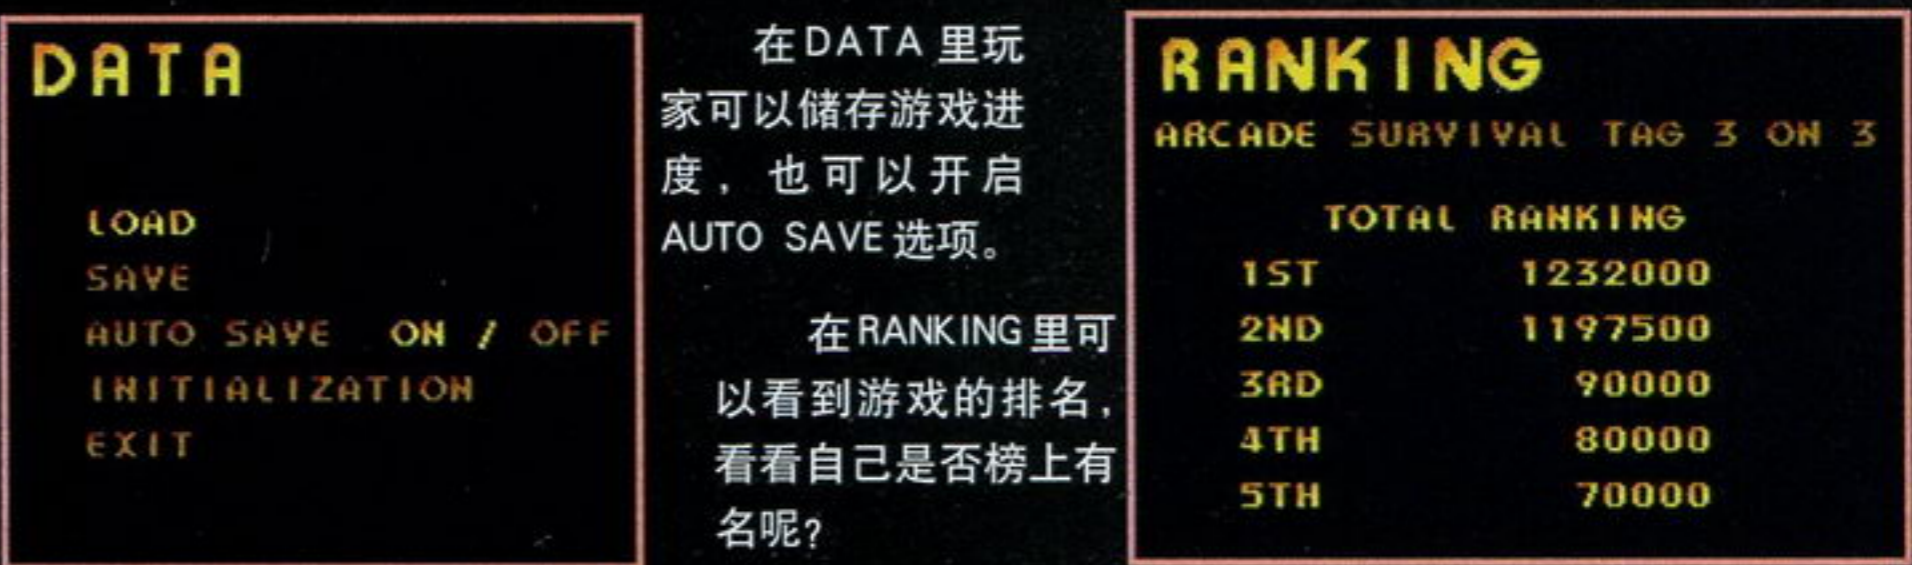 DATA
LOAD
SAVE
AUTO SAVE ON / OFF
INITIALIZATION
EXIT
在DATA里玩
家可以储存游戏进
度，也可以开启
AUTO SAVE选项。
在RANKING里可
以看到游戏的排名，
看看自己是否榜上有
名呢？
RANKING
ARCADE SURVIVAL TAG 3 ON 3
TOTAL RANKING
1ST 1232000
2ND 1197500
3RD 90000
4TH 80000
5TH 70000